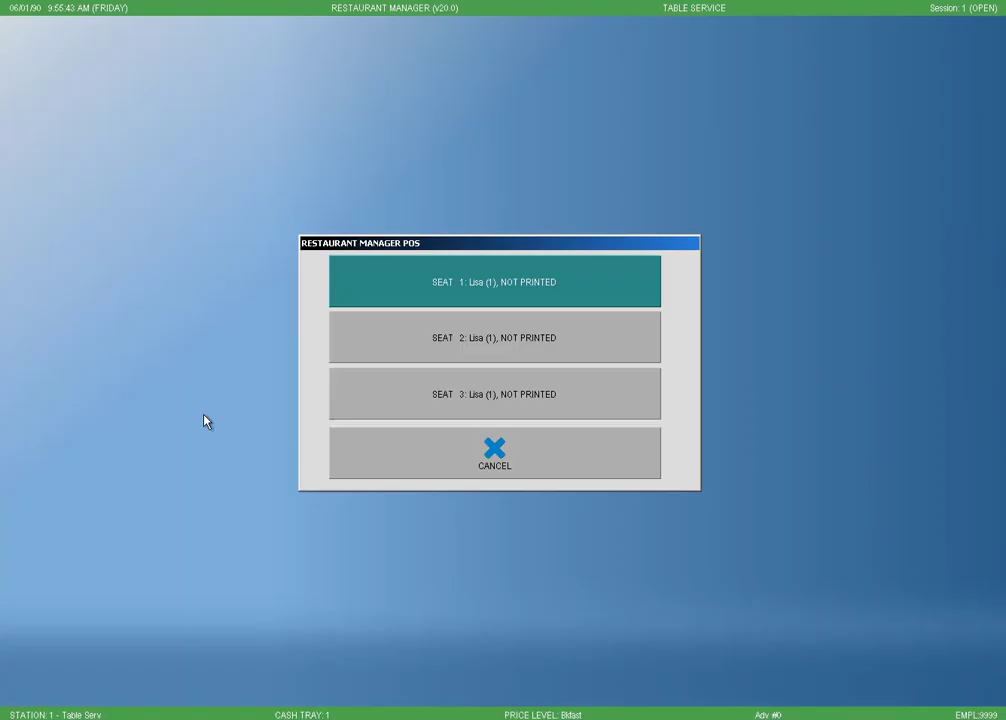 06/01/90 9:55:43 AM (FRIDAY) RESTAURANT MANAGER (v20.0) TABLE SERVICE Session: 1 (OPEN)
RESTAURANT MANAGER POS
SEAT 1: Lisa (1), NOT PRINTED
SEAT 2: Lisa (1), NOT PRINTED
SEAT 3: Lisa (1), NOT PRINTED
CANCEL
STATION: 1 - Table Serv CASH TRAY: 1 PRICE LEVEL: Bkfast Adv #0 EMPL:9999